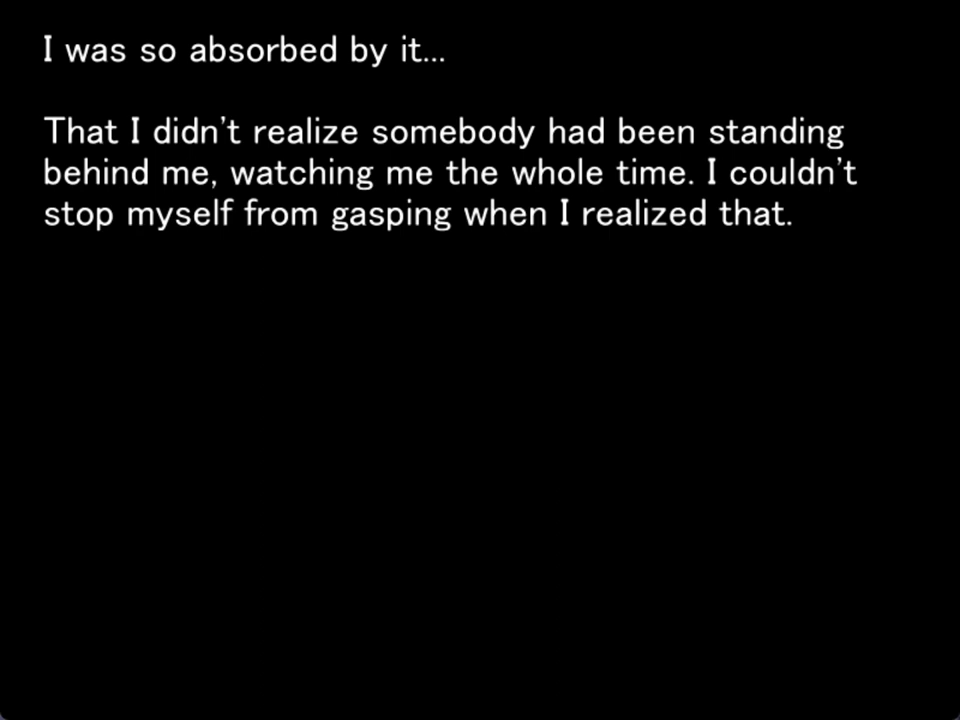 I was so absorbed by it...
That I didn't realize somebody had been standing
behind me, watching me the whole time. I couldn't
stop myself from gasping when I realized that.